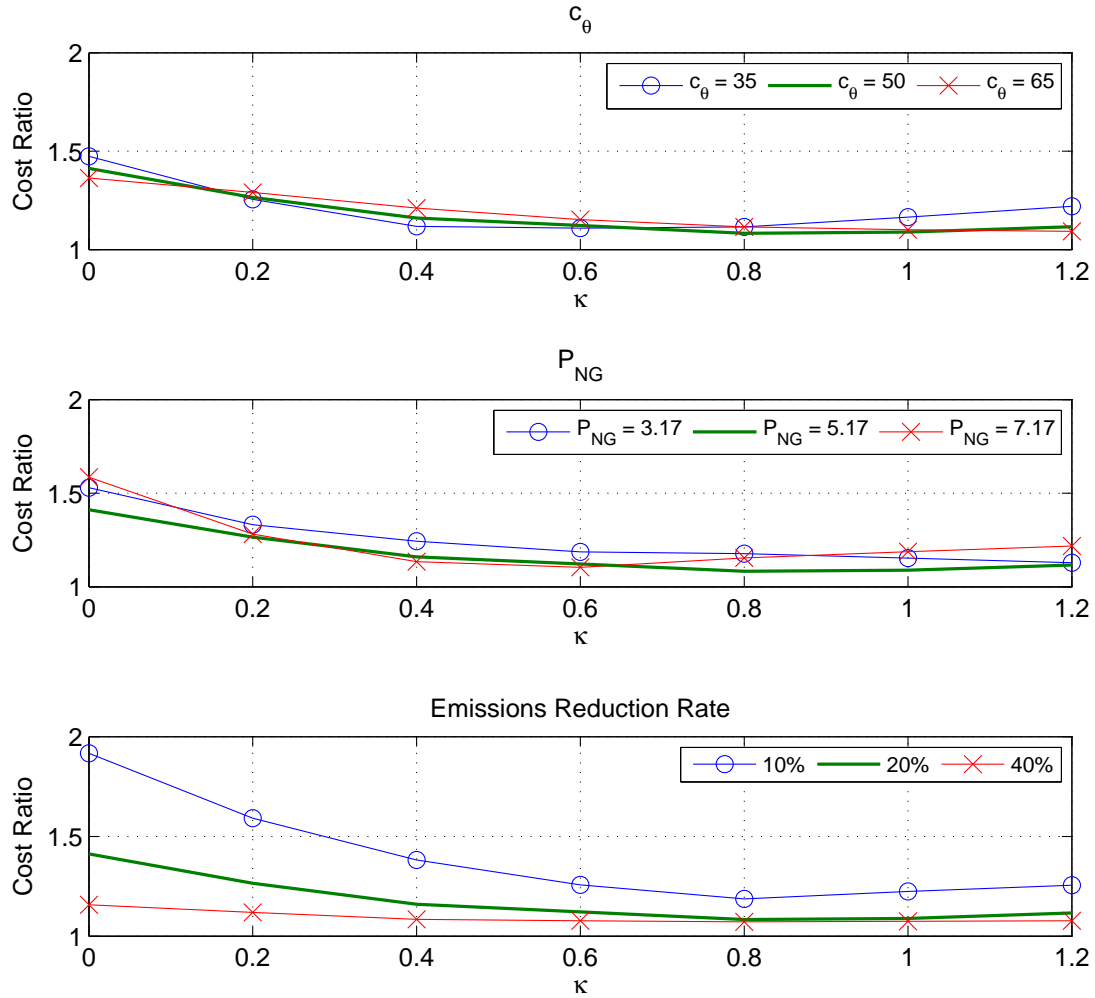 c_θ
2
c_θ = 35 c_θ = 50 c_θ = 65
1.5
Cost Ratio
1
0 0.2 0.4 0.6 0.8 1 1.2
κ
P_NG
2
P_NG = 3.17 P_NG = 5.17 P_NG = 7.17
1.5
Cost Ratio
1
0 0.2 0.4 0.6 0.8 1 1.2
κ
Emissions Reduction Rate
2
10% 20% 40%
1.5
Cost Ratio
1
0 0.2 0.4 0.6 0.8 1 1.2
κ